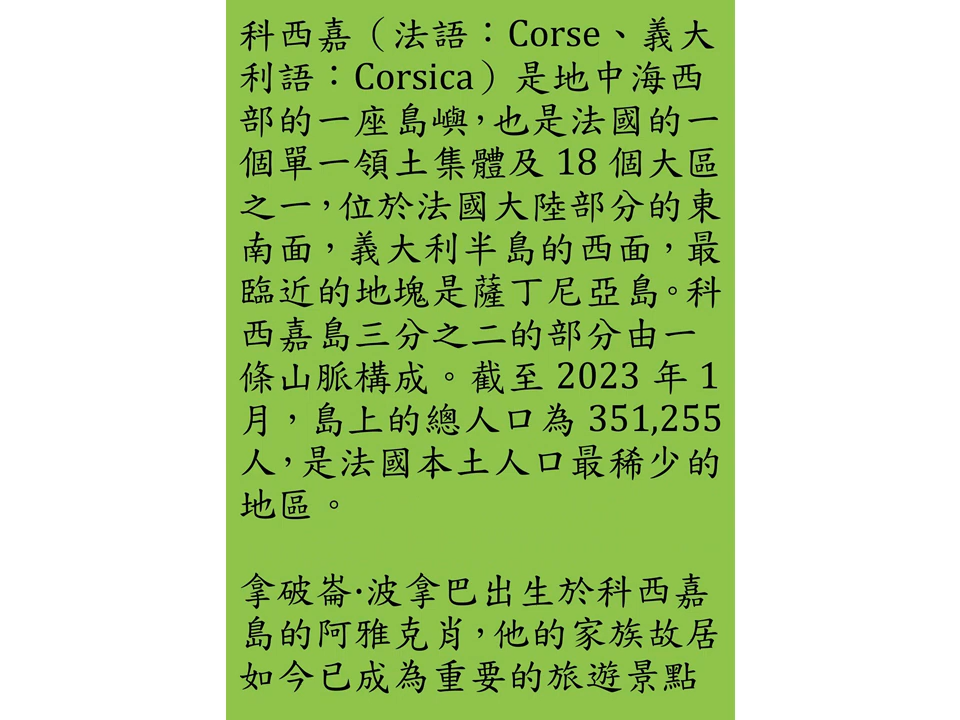 科西嘉（法語：Corse、義大
利語：Corsica）是地中海西
部的一座島嶼，也是法國的一
個單一領土集體及 18 個大區
之一，位於法國大陸部分的東
南面，義大利半島的西面，最
臨近的地塊是薩丁尼亞島。科
西嘉島三分之二的部分由一
條山脈構成。截至 2023 年 1
月，島上的總人口為 351,255
人，是法國本土人口最稀少的
地區。
拿破崙·波拿巴出生於科西嘉
島的阿雅克肖，他的家族故居
如今已成為重要的旅遊景點